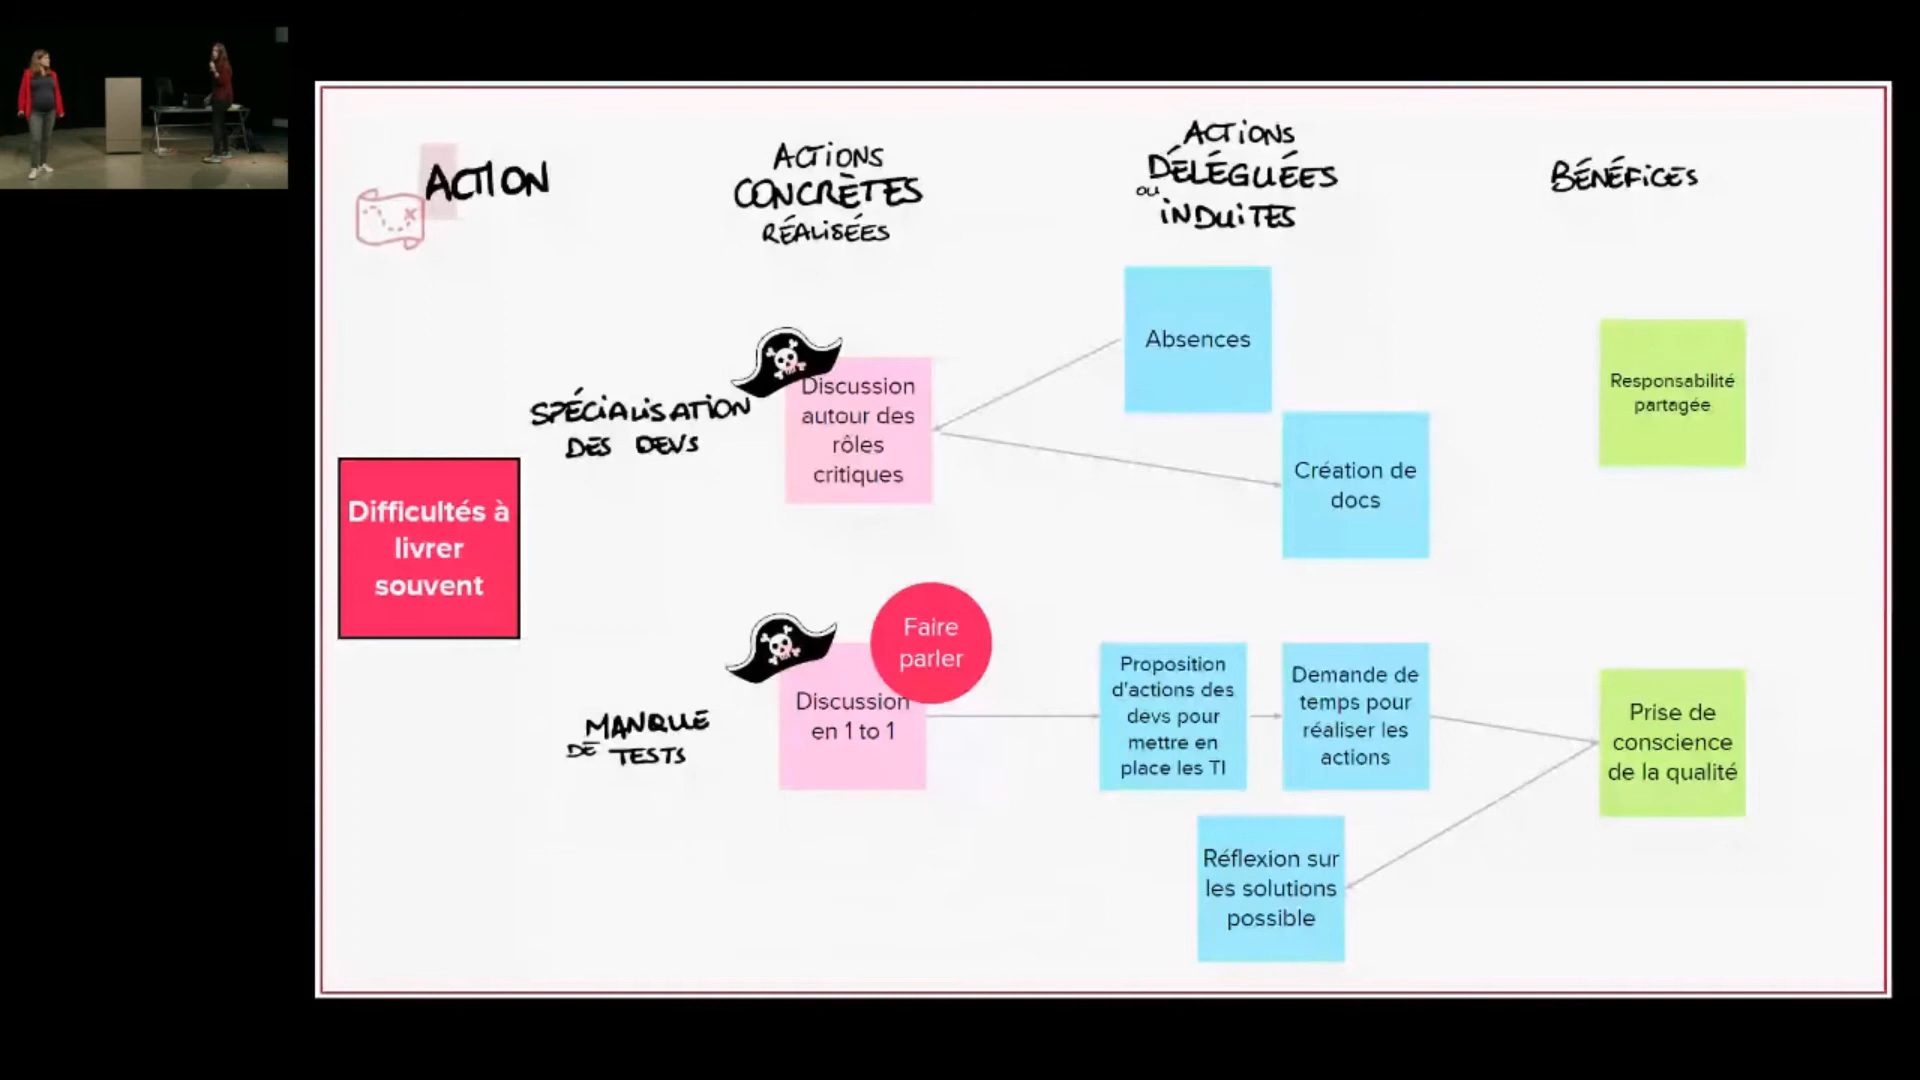 ACTION
ACTIONS
CONCRÈTES
RÉALISÉES
ACTIONS
DÉLÉGUÉES
OU
INDUITES
BÉNÉFICES
SPÉCIALISATION
DES DEVS
Discussion
autour des
rôles
critiques
Absences
Création de
docs
Responsabilité
partagée
Difficultés à
livrer
souvent
MANQUE
DE TESTS
Faire
parler
Discussion
en 1 to 1
Proposition
d'actions des
devs pour
mettre en
place les TI
Demande de
temps pour
réaliser les
actions
Prise de
conscience
de la qualité
Réflexion sur
les solutions
possible